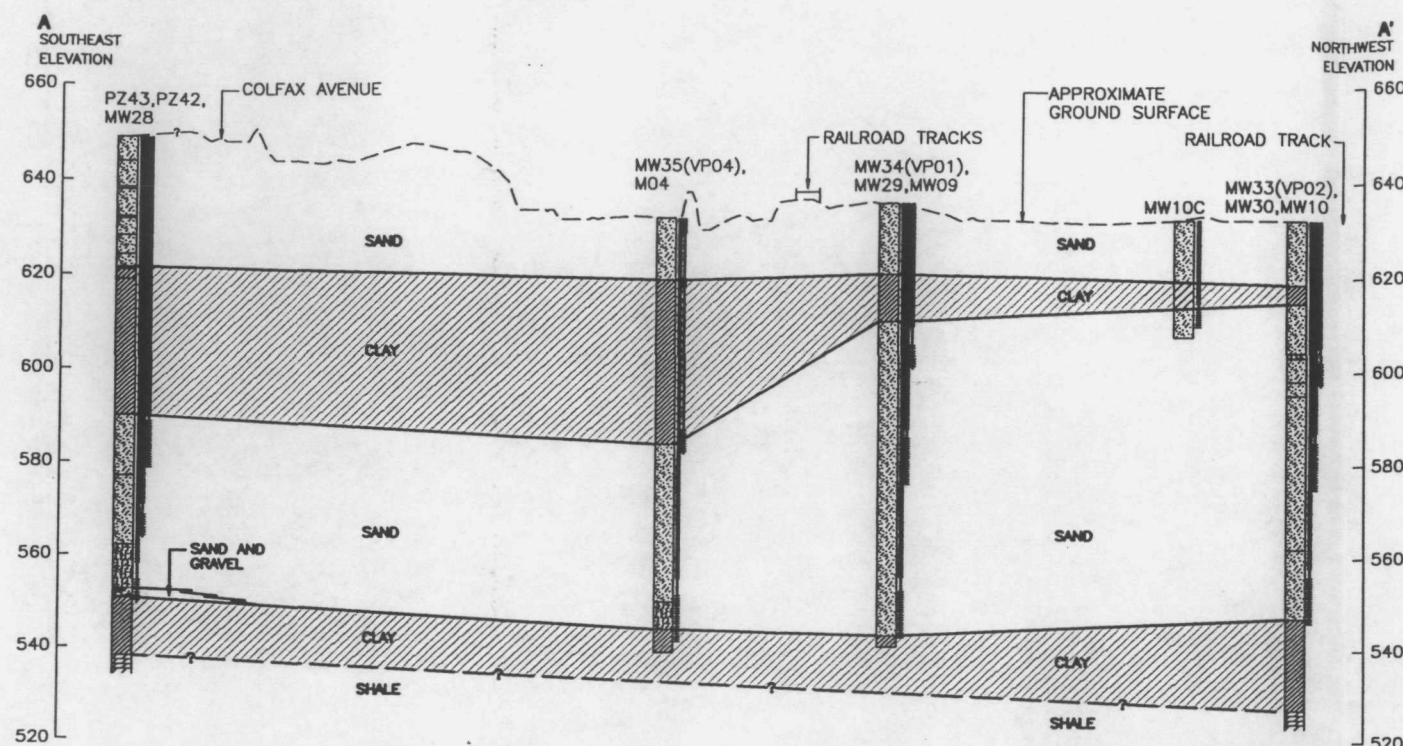 A
SOUTHEAST
ELEVATION
A'
NORTHWEST
ELEVATION
660
640
620
600
580
560
540
520
660
640
620
600
580
560
540
520
PZ43,PZ42,
MW28
?
COLFAX AVENUE
MW35(VP04),
M04
RAILROAD TRACKS
MW34(VP01),
MW29,MW09
APPROXIMATE
GROUND SURFACE
RAILROAD TRACK
MW10C
MW33(VP02),
MW30,MW10
SAND
SAND
CLAY
CLAY
SAND
SAND
SAND AND
GRAVEL
CLAY
CLAY
?
?
?
?
SHALE
SHALE